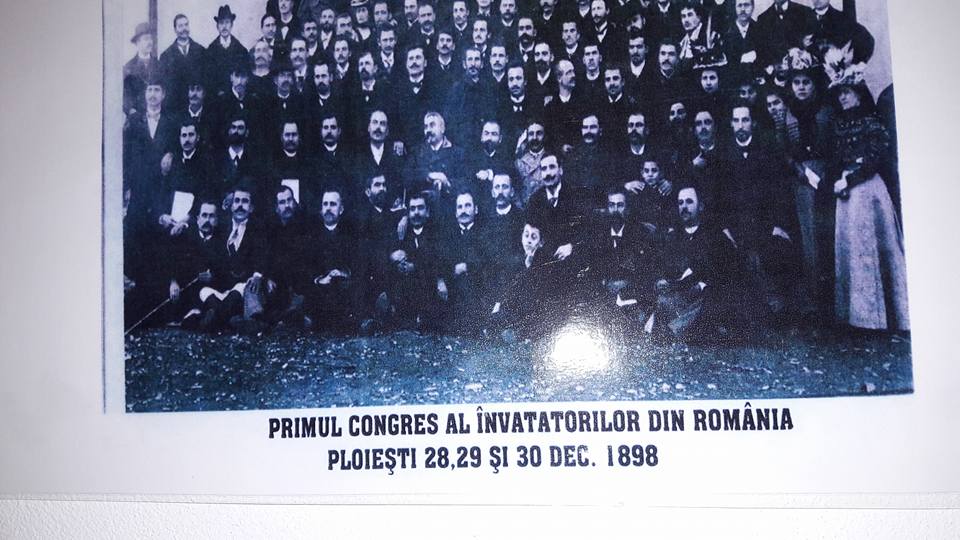 PRIMUL CONGRES AL ÎNVATATORILOR DIN ROMÂNIA
PLOIEŞTI 28,29 ŞI 30 DEC. 1898